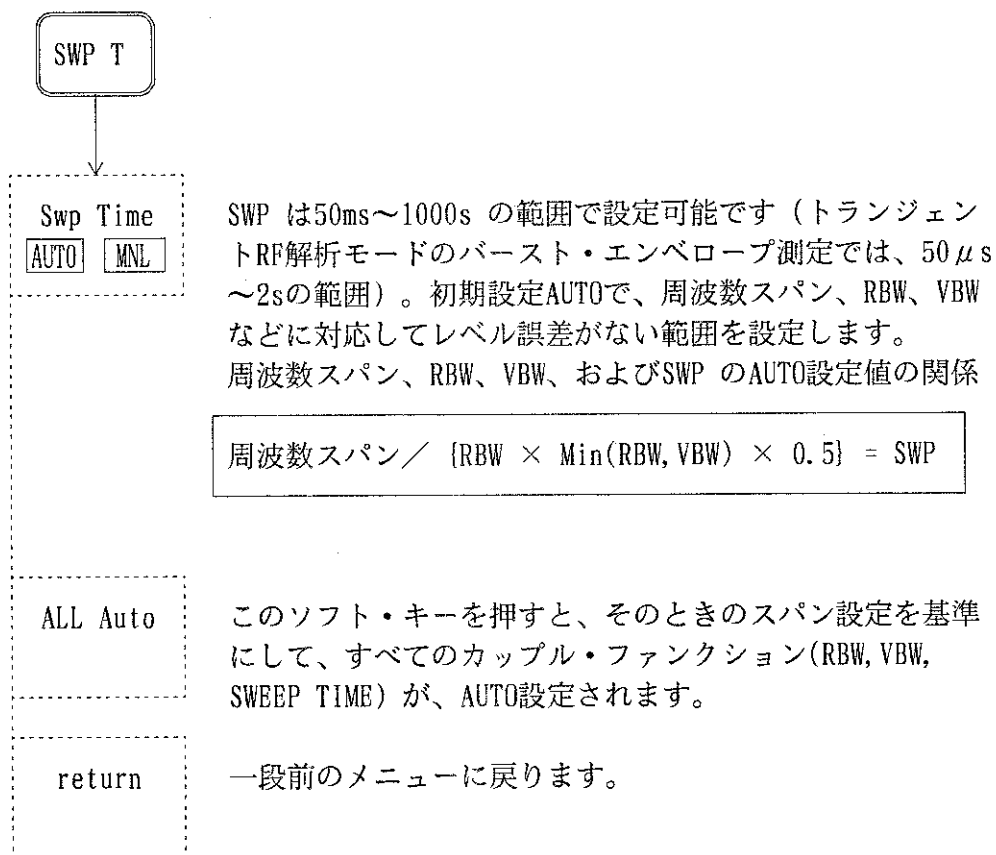 SWP T
Swp Time
AUTO MNL
SWP は50ms～1000s の範囲で設定可能です（トランジェン
トRF解析モードのバースト・エンベロープ測定では、50μs
～2sの範囲）。初期設定AUTOで、周波数スパン、RBW、VBW
などに対応してレベル誤差がない範囲を設定します。
周波数スパン、RBW、VBW、およびSWP のAUTO設定値の関係
周波数スパン／ {RBW × Min(RBW,VBW) × 0.5} = SWP
ALL Auto
このソフト・キーを押すと、そのときのスパン設定を基準
にして、すべてのカップル・ファンクション(RBW,VBW,
SWEEP TIME) が、AUTO設定されます。
return
一段前のメニューに戻ります。